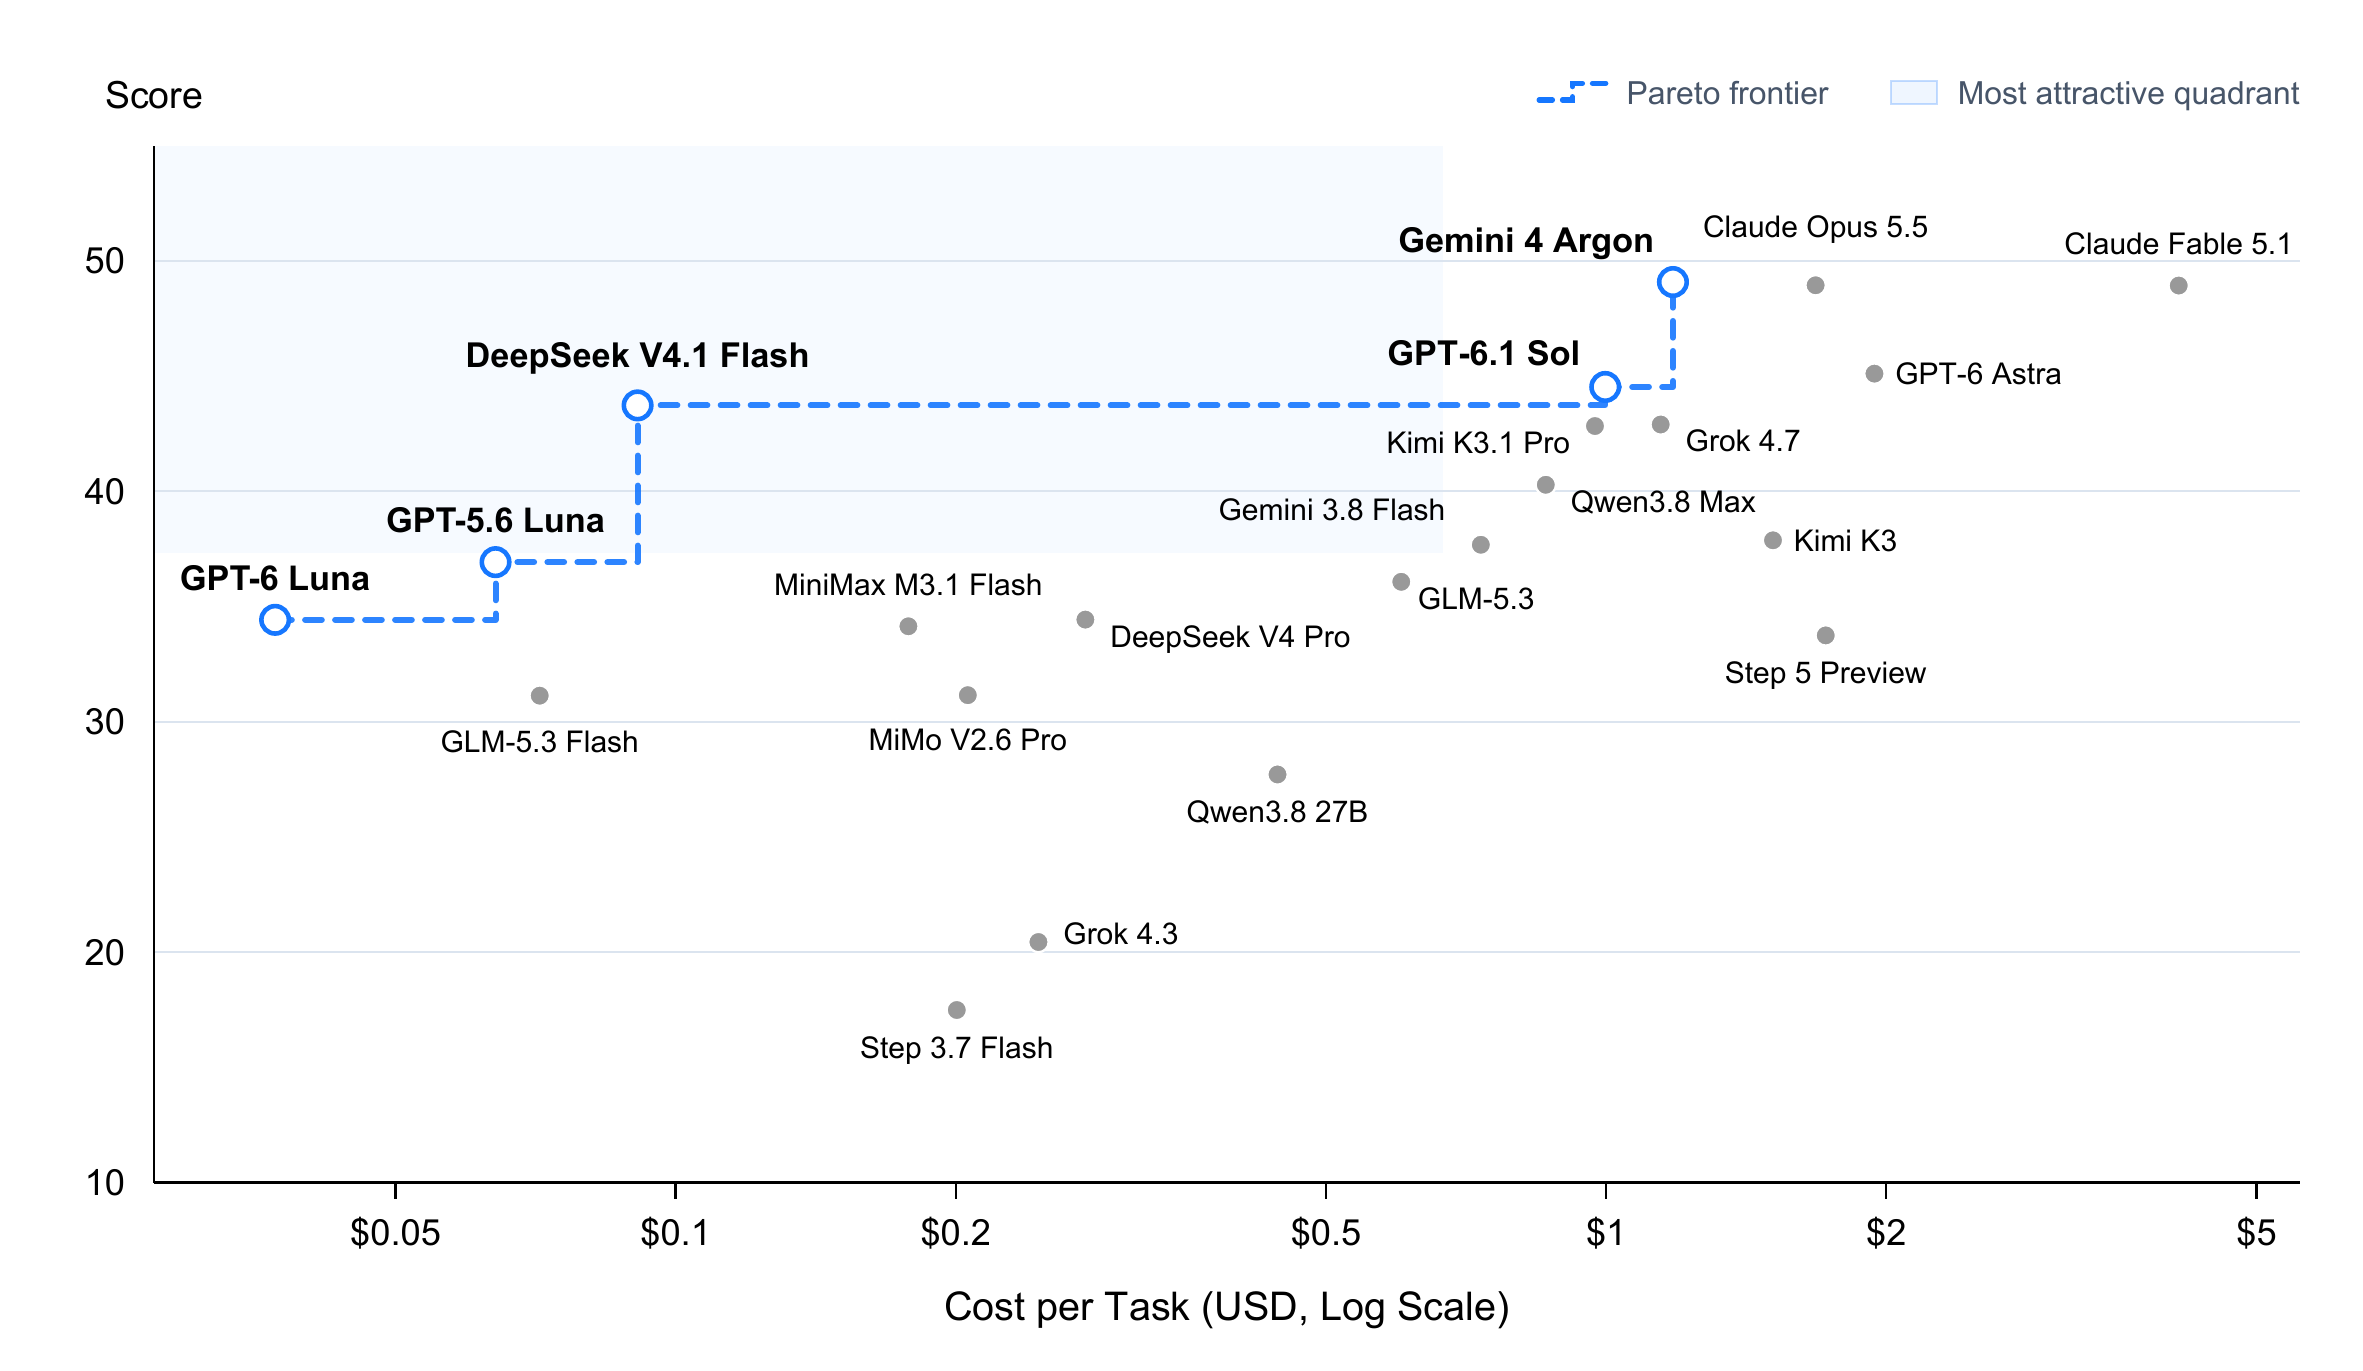 Score
Pareto frontier
Most attractive quadrant
Claude Opus 5.5
Gemini 4 Argon
Claude Fable 5.1
50
DeepSeek V4.1 Flash
GPT-6.1 Sol
GPT-6 Astra
Kimi K3.1 Pro
Grok 4.7
40
Gemini 3.8 Flash
Qwen3.8 Max
GPT-5.6 Luna
Kimi K3
GPT-6 Luna
MiniMax M3.1 Flash
GLM-5.3
DeepSeek V4 Pro
Step 5 Preview
30
GLM-5.3 Flash
MiMo V2.6 Pro
Qwen3.8 27B
Grok 4.3
20
Step 3.7 Flash
10
$0.05
$0.1
$0.2
$0.5
$1
$2
$5
Cost per Task (USD, Log Scale)